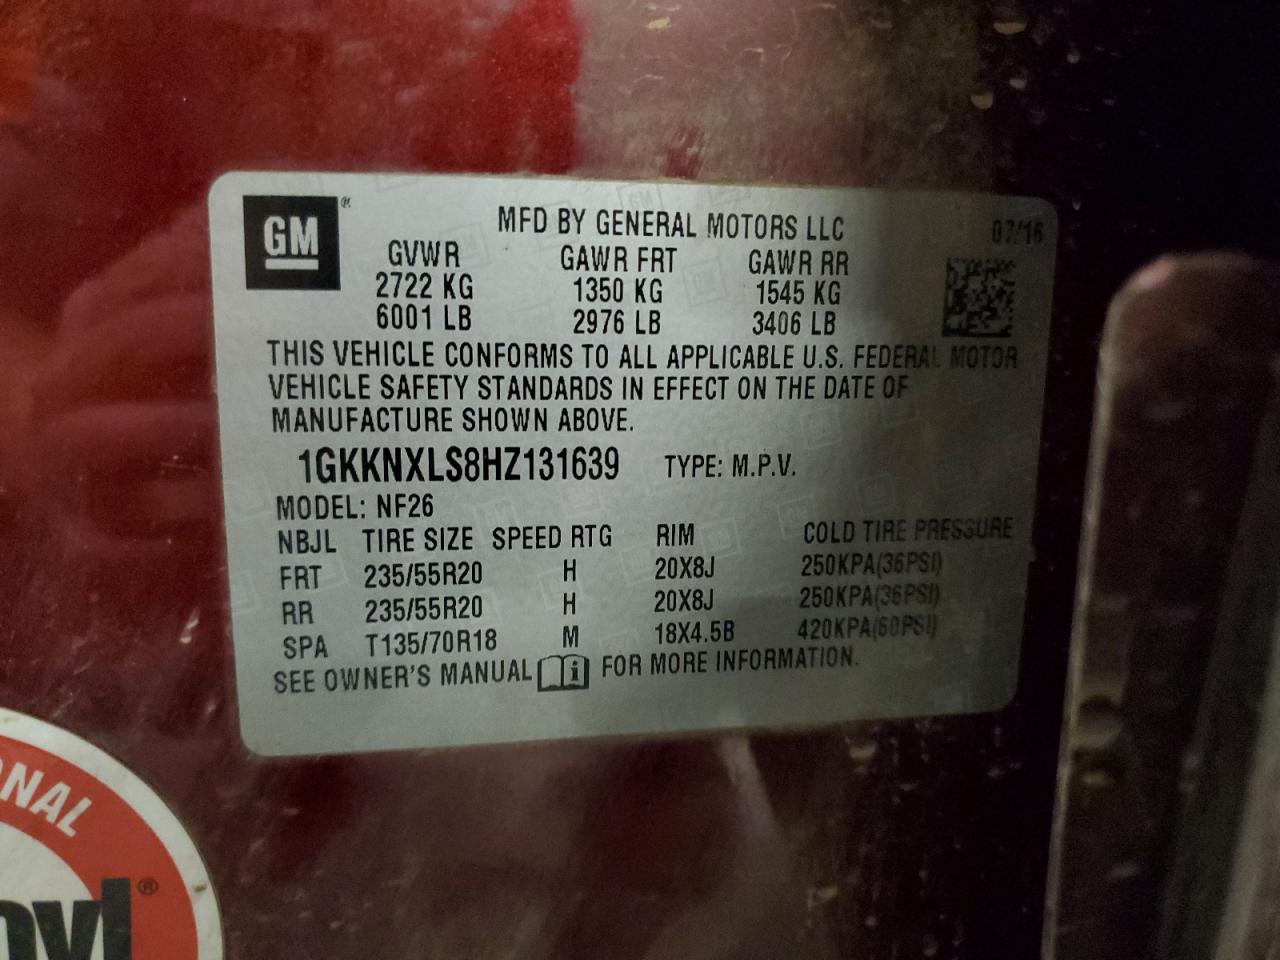 GM®
MFD BY GENERAL MOTORS LLC 07/16
GVWR GAWR FRT GAWR RR
2722 KG 1350 KG 1545 KG
6001 LB 2976 LB 3406 LB
THIS VEHICLE CONFORMS TO ALL APPLICABLE U.S. FEDERAL MOTOR
VEHICLE SAFETY STANDARDS IN EFFECT ON THE DATE OF
MANUFACTURE SHOWN ABOVE.
1GKKNXLS8HZ131639 TYPE: M.P.V.
MODEL: NF26
NBJL TIRE SIZE SPEED RTG RIM COLD TIRE PRESSURE
FRT 235/55R20 H 20X8J 250KPA(36PSI)
RR 235/55R20 H 20X8J 250KPA(36PSI)
SPA T135/70R18 M 18X4.5B 420KPA(60PSI)
SEE OWNER'S MANUAL FOR MORE INFORMATION.